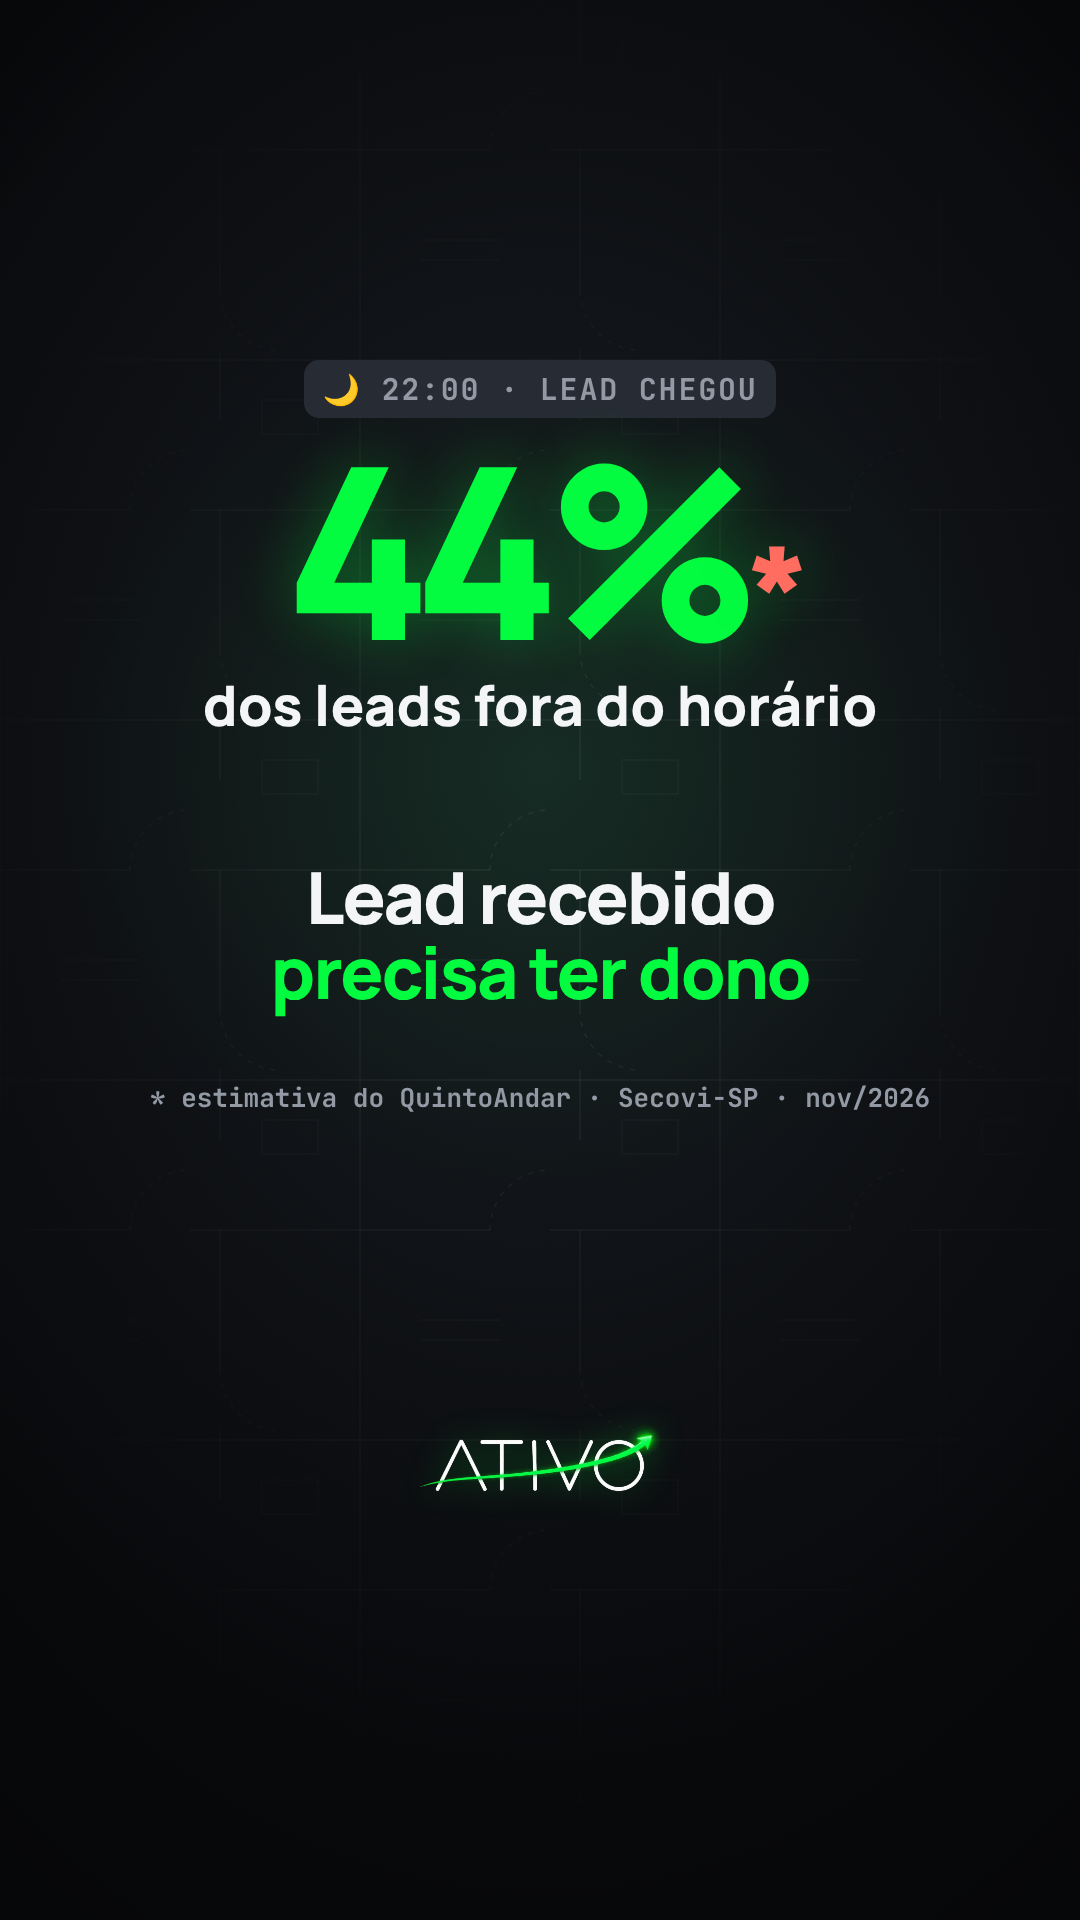 🌙 22:00 · LEAD CHEGOU
44%*
dos leads fora do horário
Lead recebido
precisa ter dono
* estimativa do QuintoAndar · Secovi-SP · nov/2026
ATIVO